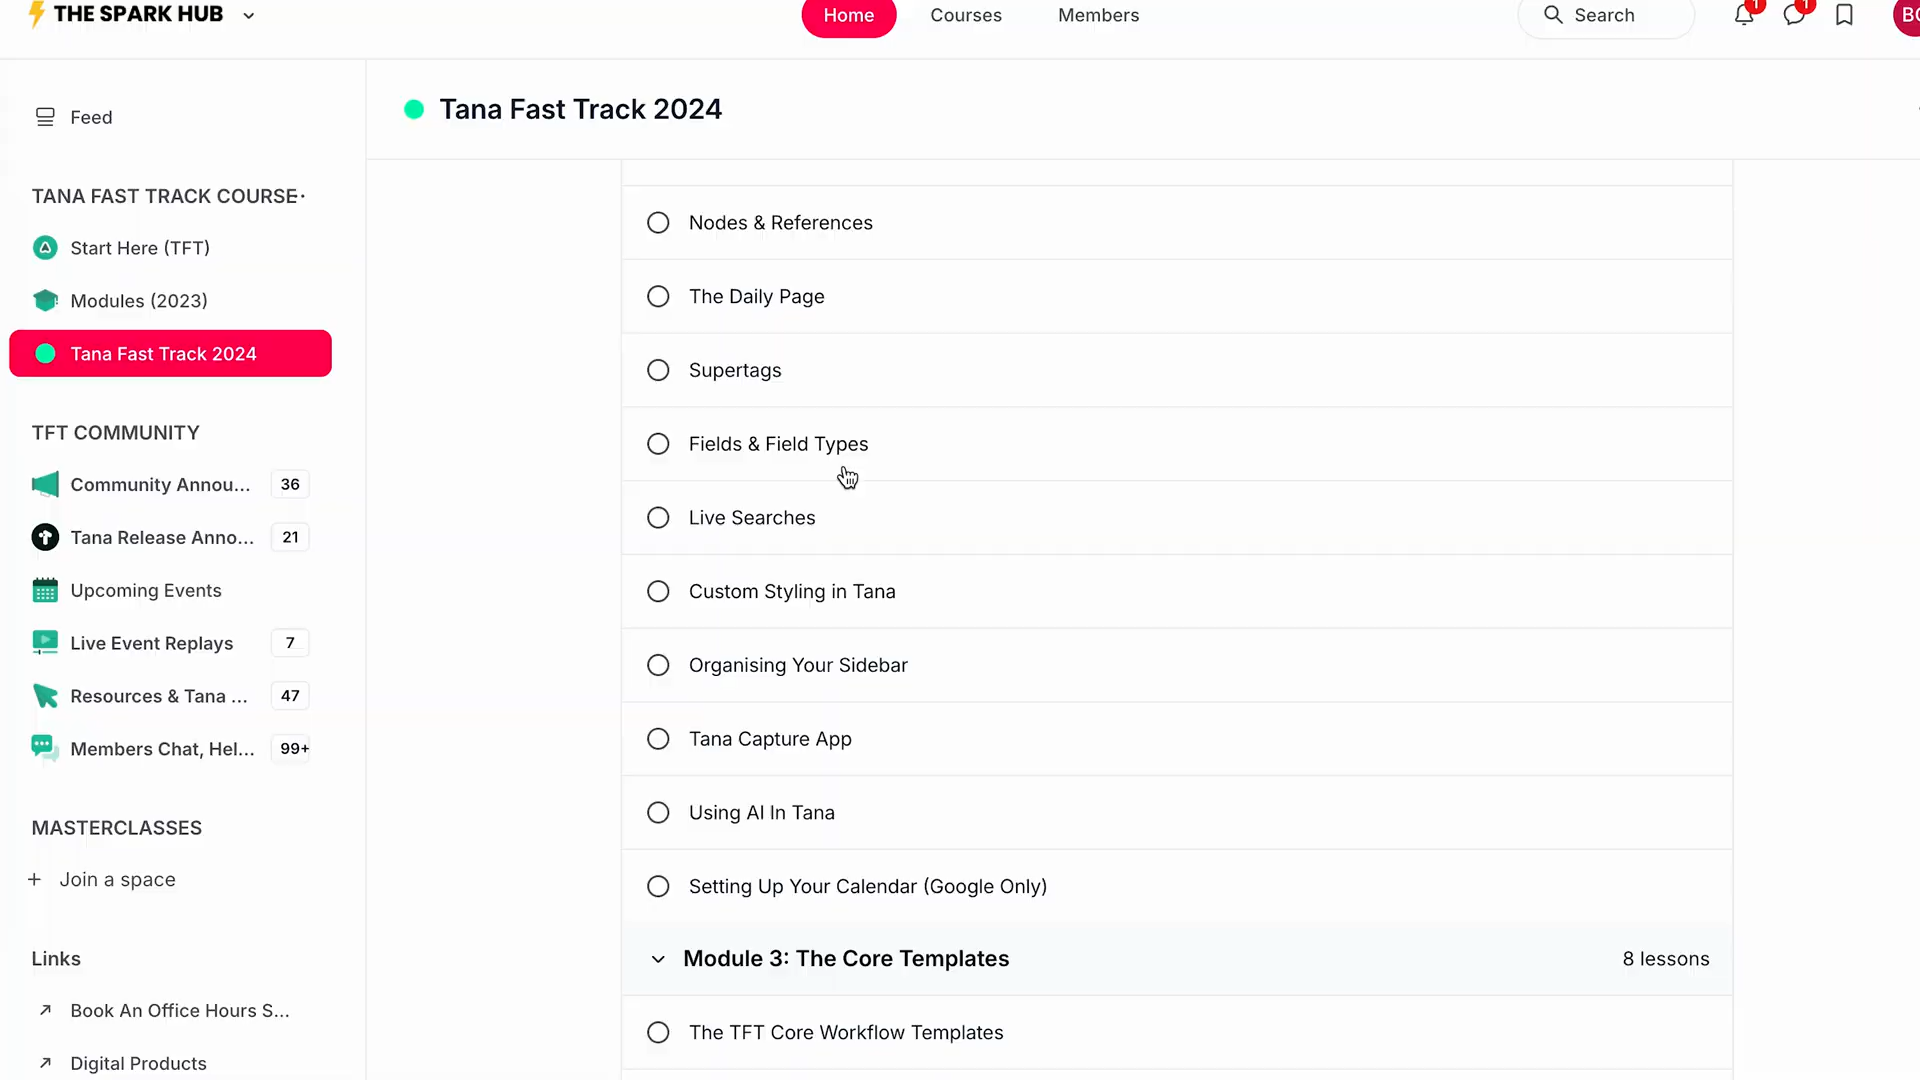 THE SPARK HUB
Home
Courses
Members
Search
1
1
Feed
TANA FAST TRACK COURSE·
Start Here (TFT)
Modules (2023)
Tana Fast Track 2024
TFT COMMUNITY
Community Annou... 36
Tana Release Anno... 21
Upcoming Events
Live Event Replays 7
Resources & Tana ... 47
Members Chat, Hel... 99+
MASTERCLASSES
+ Join a space
Links
Book An Office Hours S...
Digital Products
Tana Fast Track 2024
Nodes & References
The Daily Page
Supertags
Fields & Field Types
Live Searches
Custom Styling in Tana
Organising Your Sidebar
Tana Capture App
Using AI In Tana
Setting Up Your Calendar (Google Only)
Module 3: The Core Templates 8 lessons
The TFT Core Workflow Templates